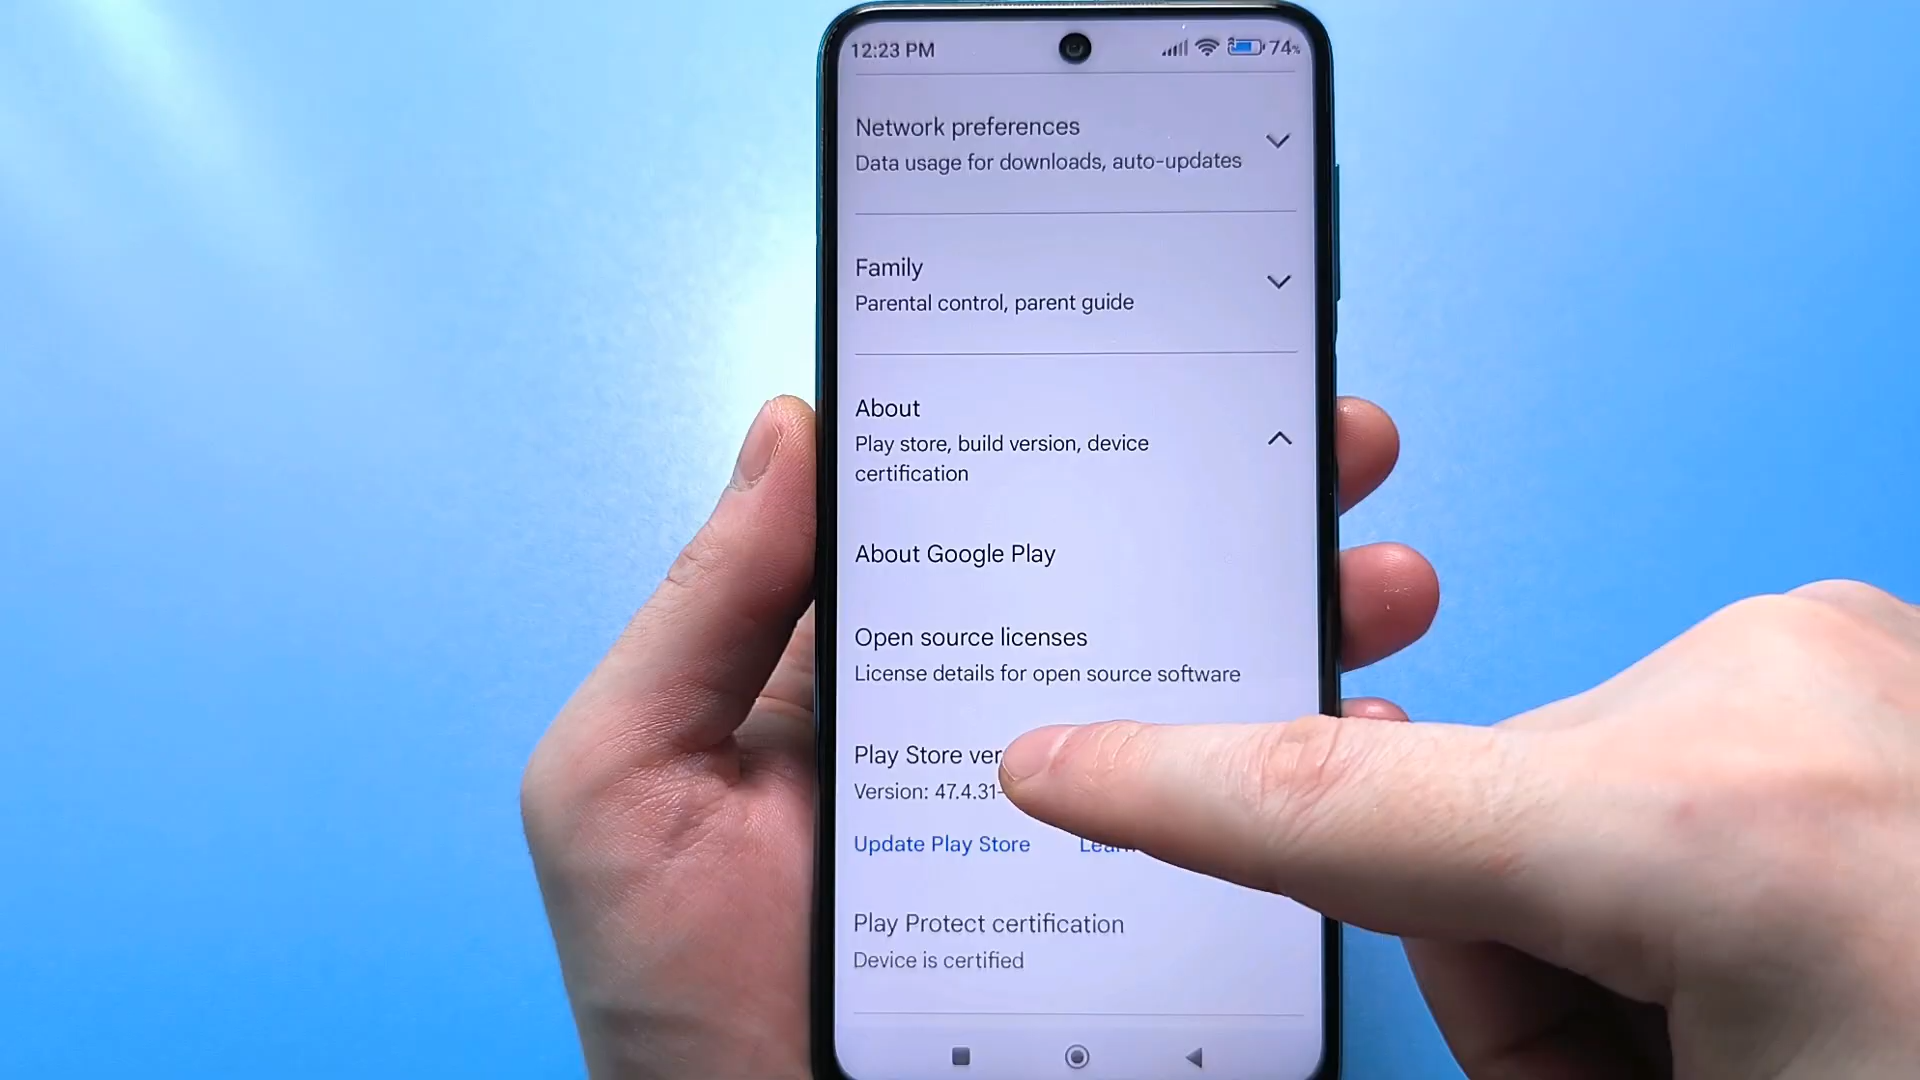 12:23 PM
74%
Network preferences
Data usage for downloads, auto-updates
Family
Parental control, parent guide
About
Play store, build version, device
certification
About Google Play
Open source licenses
License details for open source software
Play Store
Version: 47.4.31-
Update Play Store
Play Protect certification
Device is certified